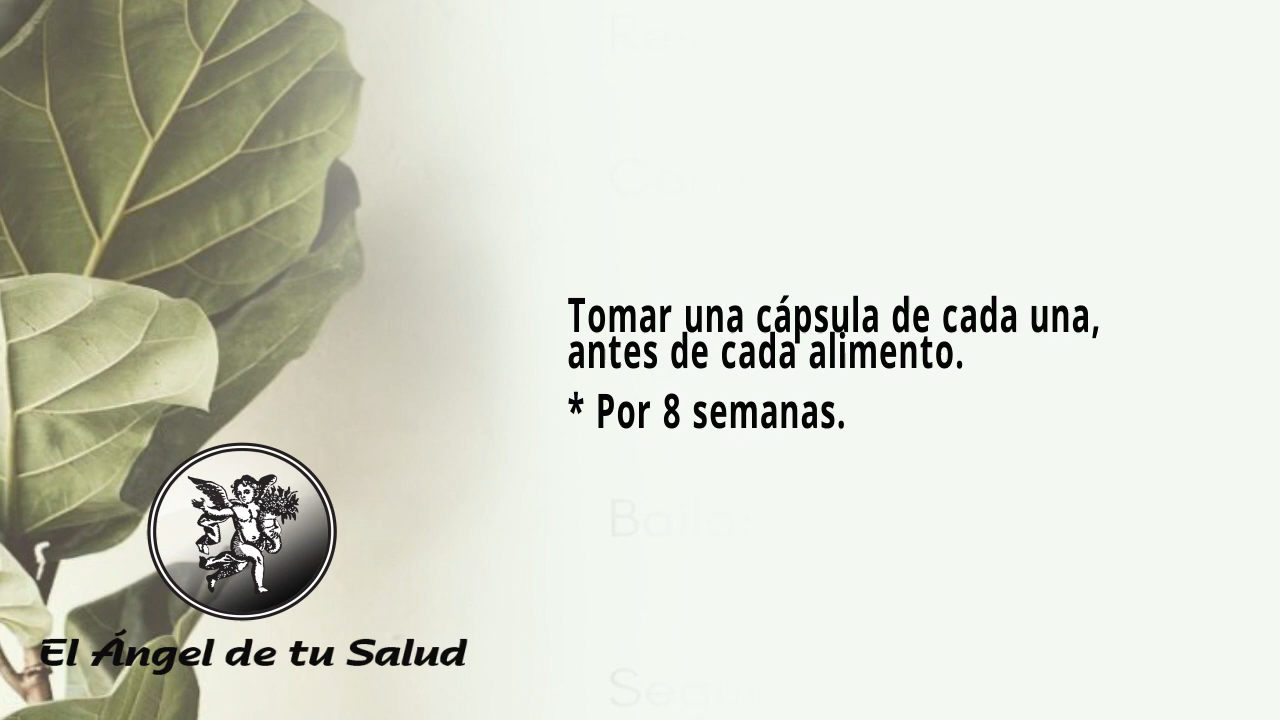 Tomar una cápsula de cada una,
antes de cada alimento.
* Por 8 semanas.
El Ángel de tu Salud